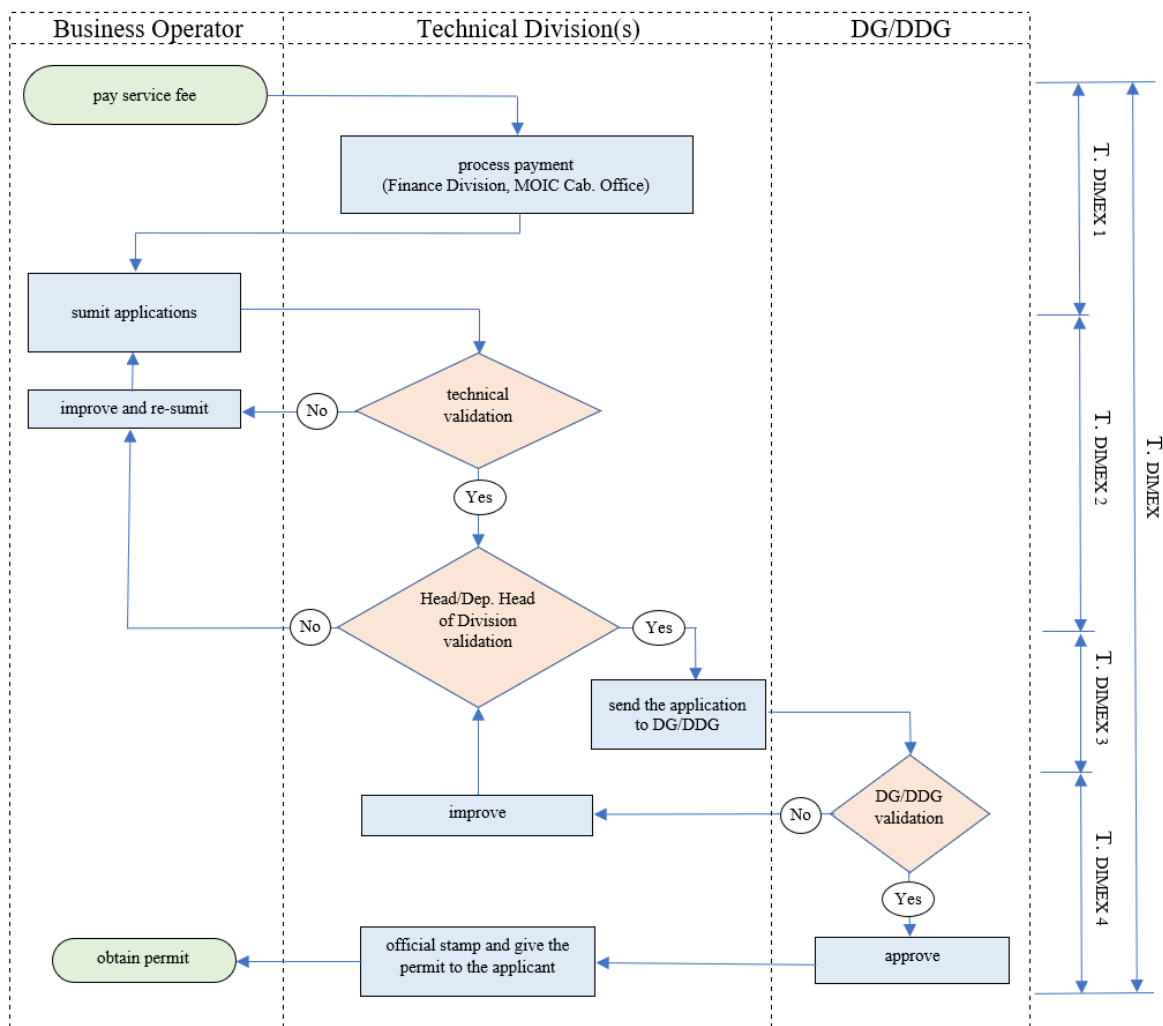 Business Operator
Technical Division(s)
DG/DDG
pay service fee
process payment
(Finance Division, MOIC Cab. Office)
T. DIMEX 1
sumit applications
technical
validation
No
improve and re-sumit
Yes
T. DIMEX 2
T. DIMEX
Head/Dep. Head
of Division
validation
No
Yes
send the application
to DG/DDG
T. DIMEX 3
DG/DDG
validation
No
improve
Yes
T. DIMEX 4
approve
official stamp and give the
permit to the applicant
obtain permit